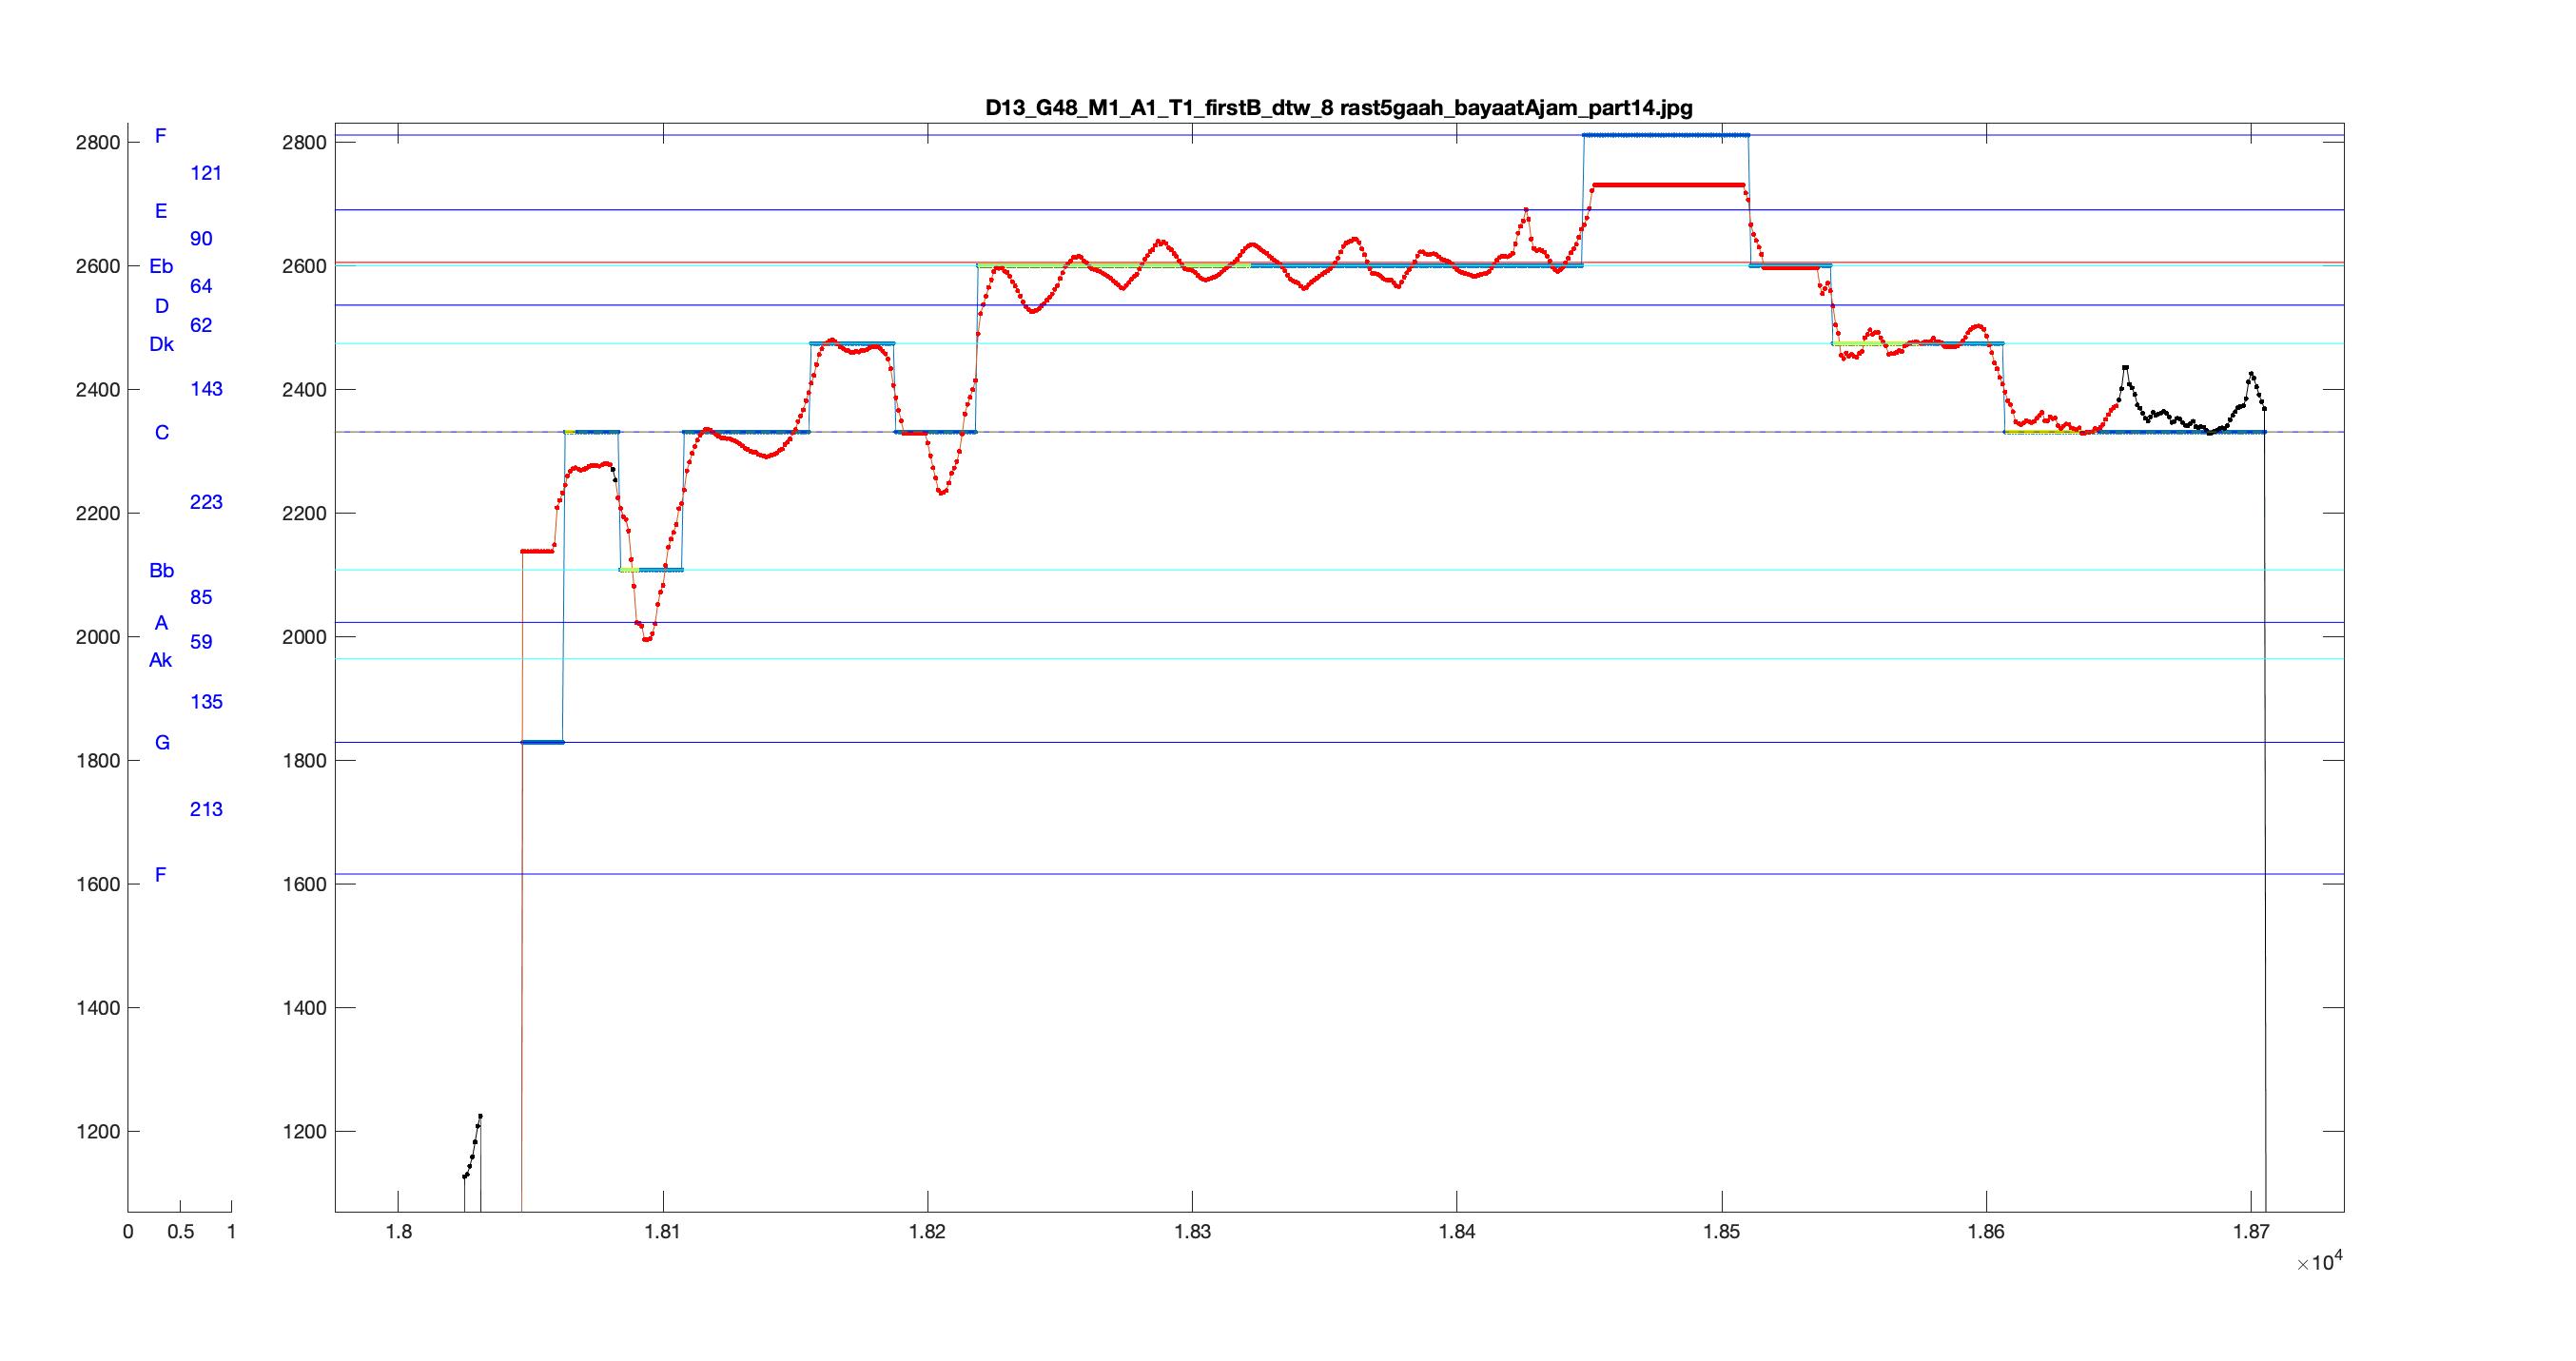 D13_G48_M1_A1_T1_firstB_dtw_8 rast5gaah_bayaatAjam_part14.jpg
2800 F 2800
121
E
90
2600 Eb 2600
64
D
62
Dk
2400 143 2400
C
223
2200 2200
Bb
85
A
2000 59 2000
Ak
135
G
1800 1800
213
F
1600 1600
1400 1400
1200 1200
0 0.5 1 1.8 1.81 1.82 1.83 1.84 1.85 1.86 1.87
×10⁴